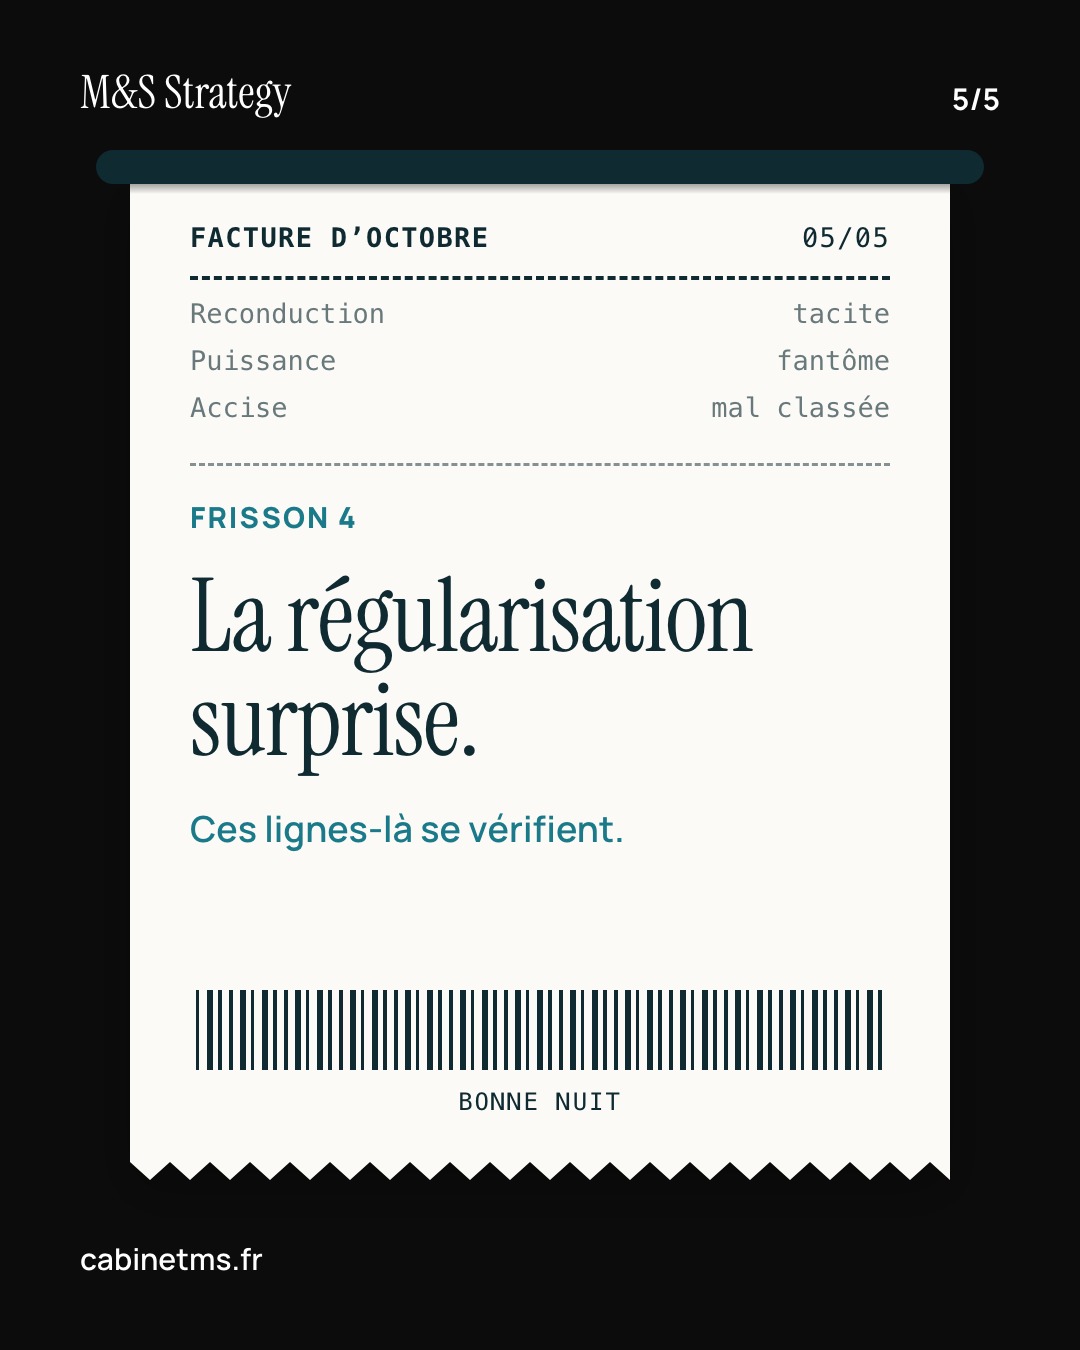 M&S Strategy
5/5
FACTURE D’OCTOBRE 05/05
Reconduction tacite
Puissance fantôme
Accise mal classée
FRISSON 4
La régularisation
surprise.
Ces lignes-là se vérifient.
BONNE NUIT
cabinetms.fr